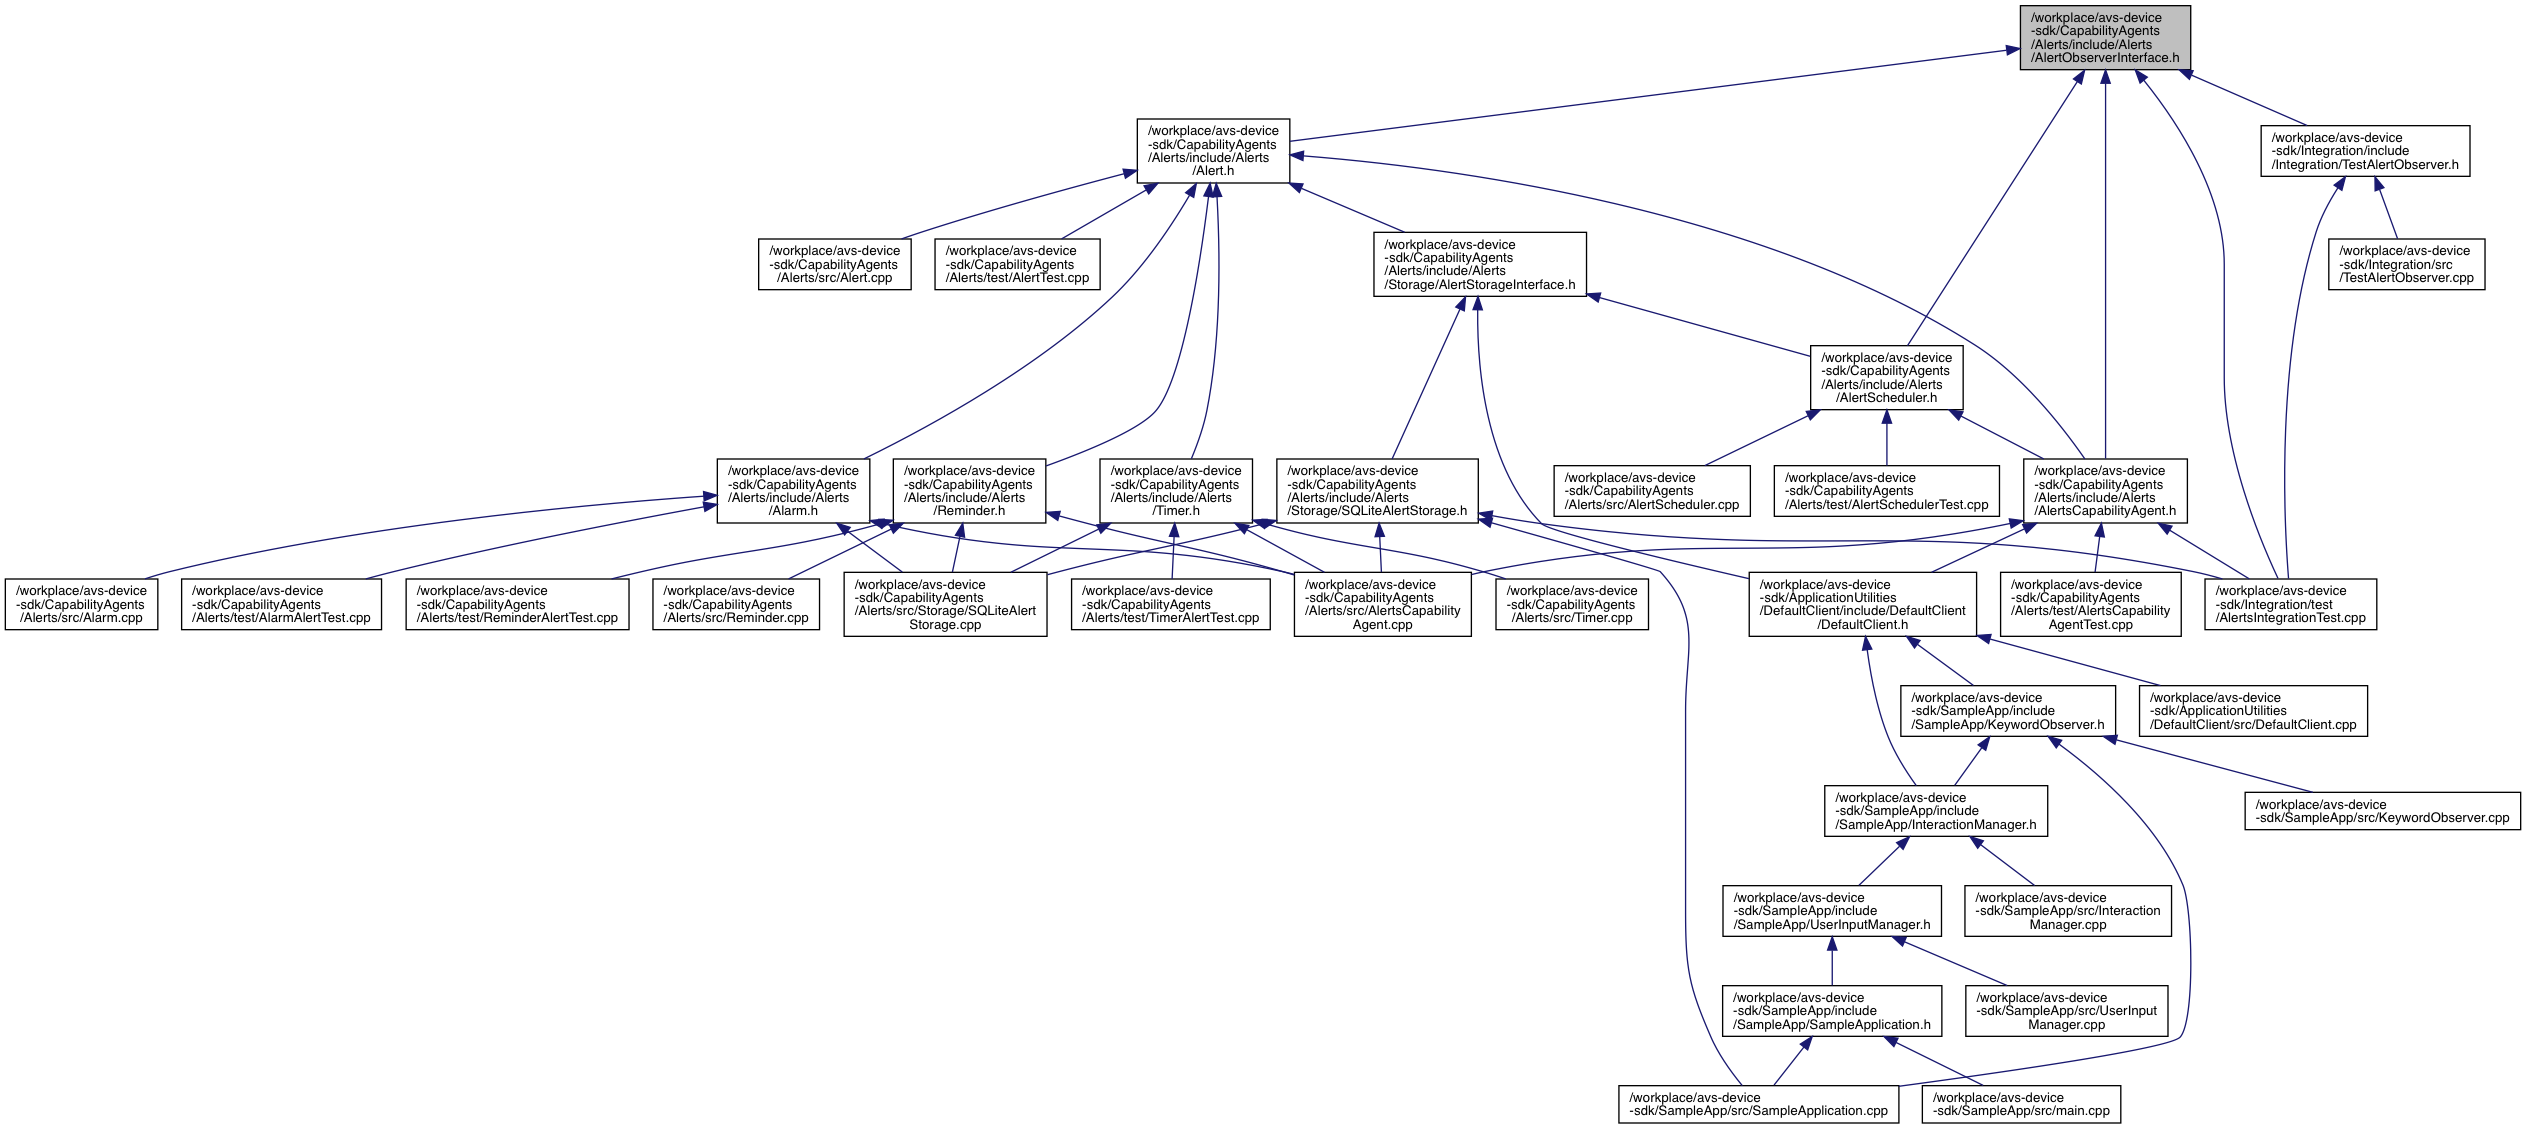 /workplace/avs-device
-sdk/CapabilityAgents
/Alerts/include/Alerts
/AlertObserverInterface.h
/workplace/avs-device
-sdk/CapabilityAgents
/Alerts/include/Alerts
/Alert.h
/workplace/avs-device
-sdk/Integration/include
/Integration/TestAlertObserver.h
/workplace/avs-device
-sdk/CapabilityAgents
/Alerts/src/Alert.cpp
/workplace/avs-device
-sdk/CapabilityAgents
/Alerts/test/AlertTest.cpp
/workplace/avs-device
-sdk/CapabilityAgents
/Alerts/include/Alerts
/Storage/AlertStorageInterface.h
/workplace/avs-device
-sdk/Integration/src
/TestAlertObserver.cpp
/workplace/avs-device
-sdk/CapabilityAgents
/Alerts/include/Alerts
/AlertScheduler.h
/workplace/avs-device
-sdk/CapabilityAgents
/Alerts/include/Alerts
/Alarm.h
/workplace/avs-device
-sdk/CapabilityAgents
/Alerts/include/Alerts
/Reminder.h
/workplace/avs-device
-sdk/CapabilityAgents
/Alerts/include/Alerts
/Timer.h
/workplace/avs-device
-sdk/CapabilityAgents
/Alerts/include/Alerts
/Storage/SQLiteAlertStorage.h
/workplace/avs-device
-sdk/CapabilityAgents
/Alerts/src/AlertScheduler.cpp
/workplace/avs-device
-sdk/CapabilityAgents
/Alerts/test/AlertSchedulerTest.cpp
/workplace/avs-device
-sdk/CapabilityAgents
/Alerts/include/Alerts
/AlertsCapabilityAgent.h
/workplace/avs-device
-sdk/CapabilityAgents
/Alerts/src/Alarm.cpp
/workplace/avs-device
-sdk/CapabilityAgents
/Alerts/test/AlarmAlertTest.cpp
/workplace/avs-device
-sdk/CapabilityAgents
/Alerts/test/ReminderAlertTest.cpp
/workplace/avs-device
-sdk/CapabilityAgents
/Alerts/src/Reminder.cpp
/workplace/avs-device
-sdk/CapabilityAgents
/Alerts/src/Storage/SQLiteAlert
Storage.cpp
/workplace/avs-device
-sdk/CapabilityAgents
/Alerts/test/TimerAlertTest.cpp
/workplace/avs-device
-sdk/CapabilityAgents
/Alerts/src/AlertsCapability
Agent.cpp
/workplace/avs-device
-sdk/CapabilityAgents
/Alerts/src/Timer.cpp
/workplace/avs-device
-sdk/ApplicationUtilities
/DefaultClient/include/DefaultClient
/DefaultClient.h
/workplace/avs-device
-sdk/CapabilityAgents
/Alerts/test/AlertsCapability
AgentTest.cpp
/workplace/avs-device
-sdk/Integration/test
/AlertsIntegrationTest.cpp
/workplace/avs-device
-sdk/SampleApp/include
/SampleApp/KeywordObserver.h
/workplace/avs-device
-sdk/ApplicationUtilities
/DefaultClient/src/DefaultClient.cpp
/workplace/avs-device
-sdk/SampleApp/include
/SampleApp/InteractionManager.h
/workplace/avs-device
-sdk/SampleApp/src/KeywordObserver.cpp
/workplace/avs-device
-sdk/SampleApp/include
/SampleApp/UserInputManager.h
/workplace/avs-device
-sdk/SampleApp/src/Interaction
Manager.cpp
/workplace/avs-device
-sdk/SampleApp/include
/SampleApp/SampleApplication.h
/workplace/avs-device
-sdk/SampleApp/src/UserInput
Manager.cpp
/workplace/avs-device
-sdk/SampleApp/src/SampleApplication.cpp
/workplace/avs-device
-sdk/SampleApp/src/main.cpp